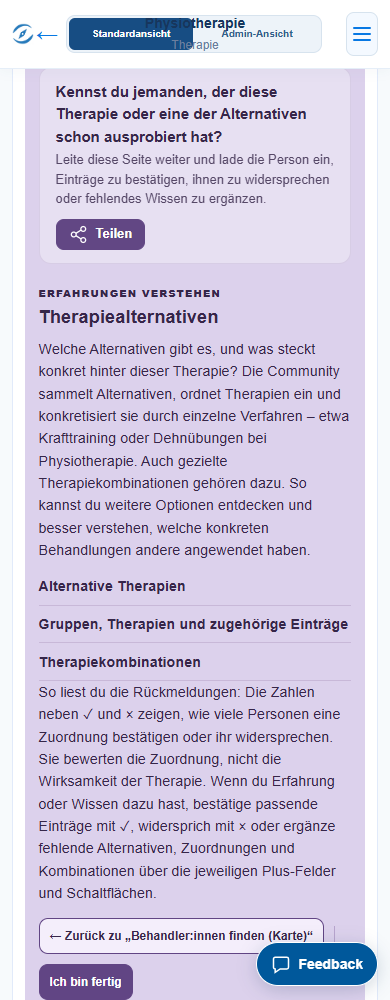 Physiotherapie
← Standardansicht Admin-Ansicht
Therapie
Kennst du jemanden, der diese
Therapie oder eine der Alternativen
schon ausprobiert hat?
Leite diese Seite weiter und lade die Person ein,
Einträge zu bestätigen, ihnen zu widersprechen
oder fehlendes Wissen zu ergänzen.
Teilen
ERFAHRUNGEN VERSTEHEN
Therapiealternativen
Welche Alternativen gibt es, und was steckt
konkret hinter dieser Therapie? Die Community
sammelt Alternativen, ordnet Therapien ein und
konkretisiert sie durch einzelne Verfahren – etwa
Krafttraining oder Dehnübungen bei
Physiotherapie. Auch gezielte
Therapiekombinationen gehören dazu. So
kannst du weitere Optionen entdecken und
besser verstehen, welche konkreten
Behandlungen andere angewendet haben.
Alternative Therapien
Gruppen, Therapien und zugehörige Einträge
Therapiekombinationen
So liest du die Rückmeldungen: Die Zahlen
neben ✓ und × zeigen, wie viele Personen eine
Zuordnung bestätigen oder ihr widersprechen.
Sie bewerten die Zuordnung, nicht die
Wirksamkeit der Therapie. Wenn du Erfahrung
oder Wissen dazu hast, bestätige passende
Einträge mit ✓, widersprich mit × oder ergänze
fehlende Alternativen, Zuordnungen und
Kombinationen über die jeweiligen Plus-Felder
und Schaltflächen.
← Zurück zu „Behandler:innen finden (Karte)“
Feedback
Ich bin fertig